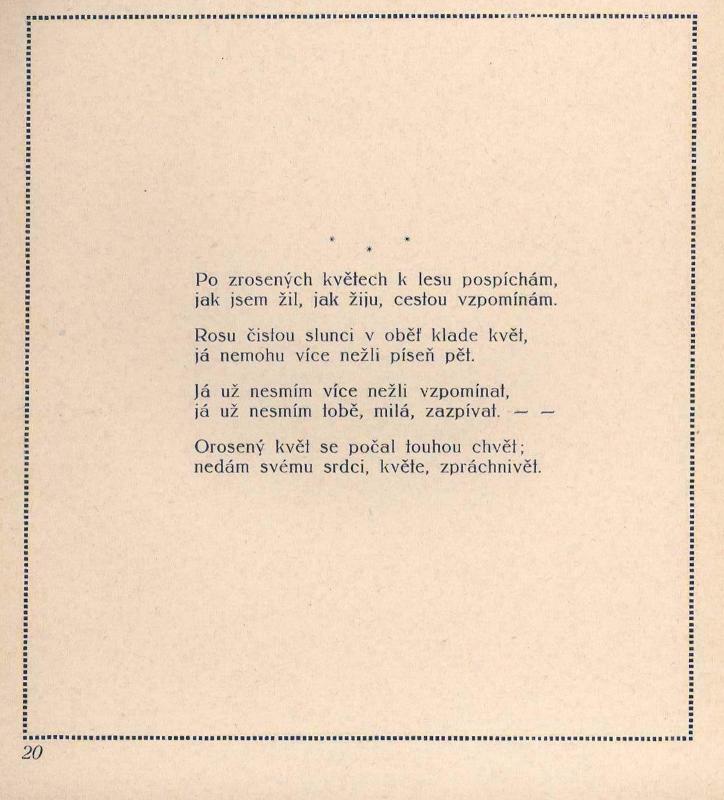 * * *
Po zrosených květech k lesu pospíchám,
jak jsem žil, jak žiju, cestou vzpomínám.
Rosu čistou slunci v oběť klade květ,
já nemohu více nežli píseň pět.
Já už nesmím více nežli vzpomínat,
já už nesmím tobě, milá, zazpívat. — —
Orosený květ se počal touhou chvět;
nedám svému srdci, květe, zpráchnivět.
20